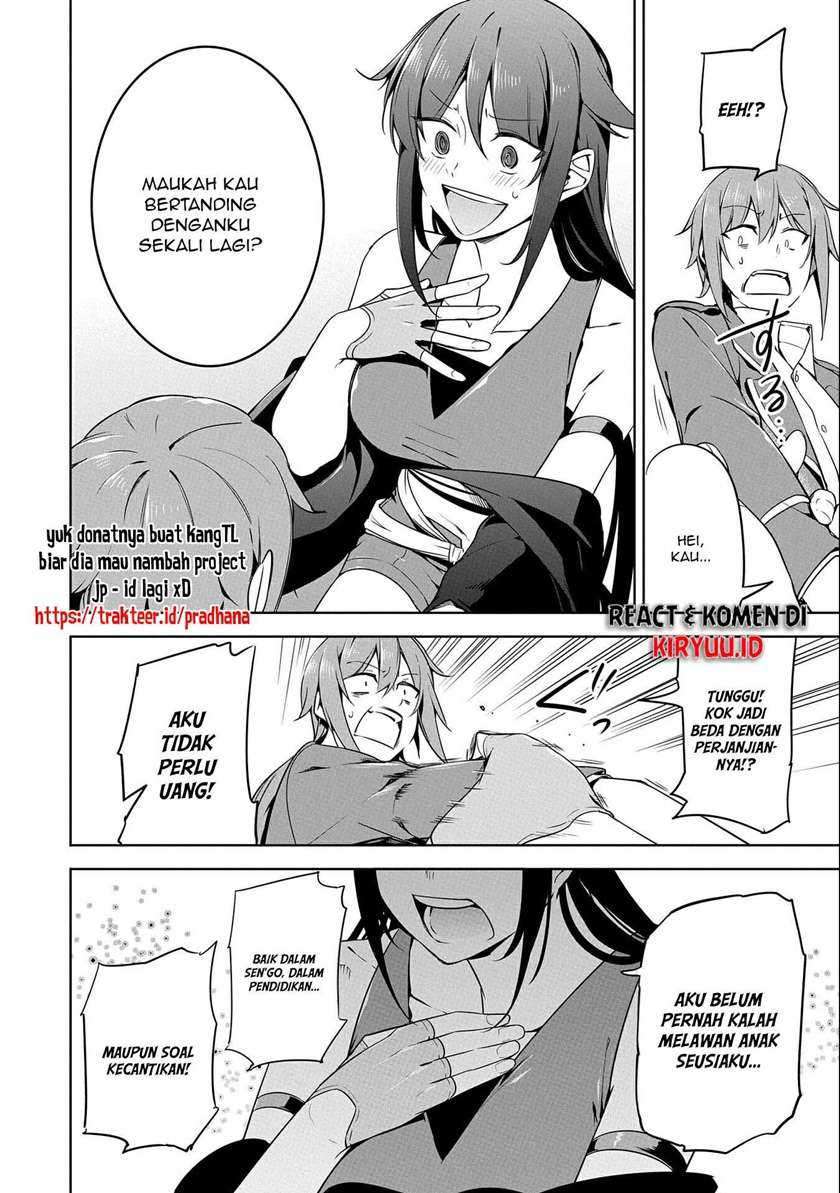 EEH!?
ずる…
HEI,
KAU...
MAUKAH KAU
BERTANDING
DENGANKU
SEKALI LAGI?
yuk donatnya buat kangTL
biar dia mau nambah project
jp - id lagi xD
https://trakteer.id/pradhana
REACT & KOMEN DI
KIRYUU.ID
TUNGGU!
KOK JADI
BEDA DENGAN
PERJANJIAN-
NYA!?
AKU
TIDAK
PERLU
UANG!
AKU BELUM
PERNAH KALAH
MELAWAN ANAK
SEUSIAKU...
BAIK DALAM
SEN'GO, DALAM
PENDIDIKAN...
MAUPUN SOAL
KECANTIKAN!